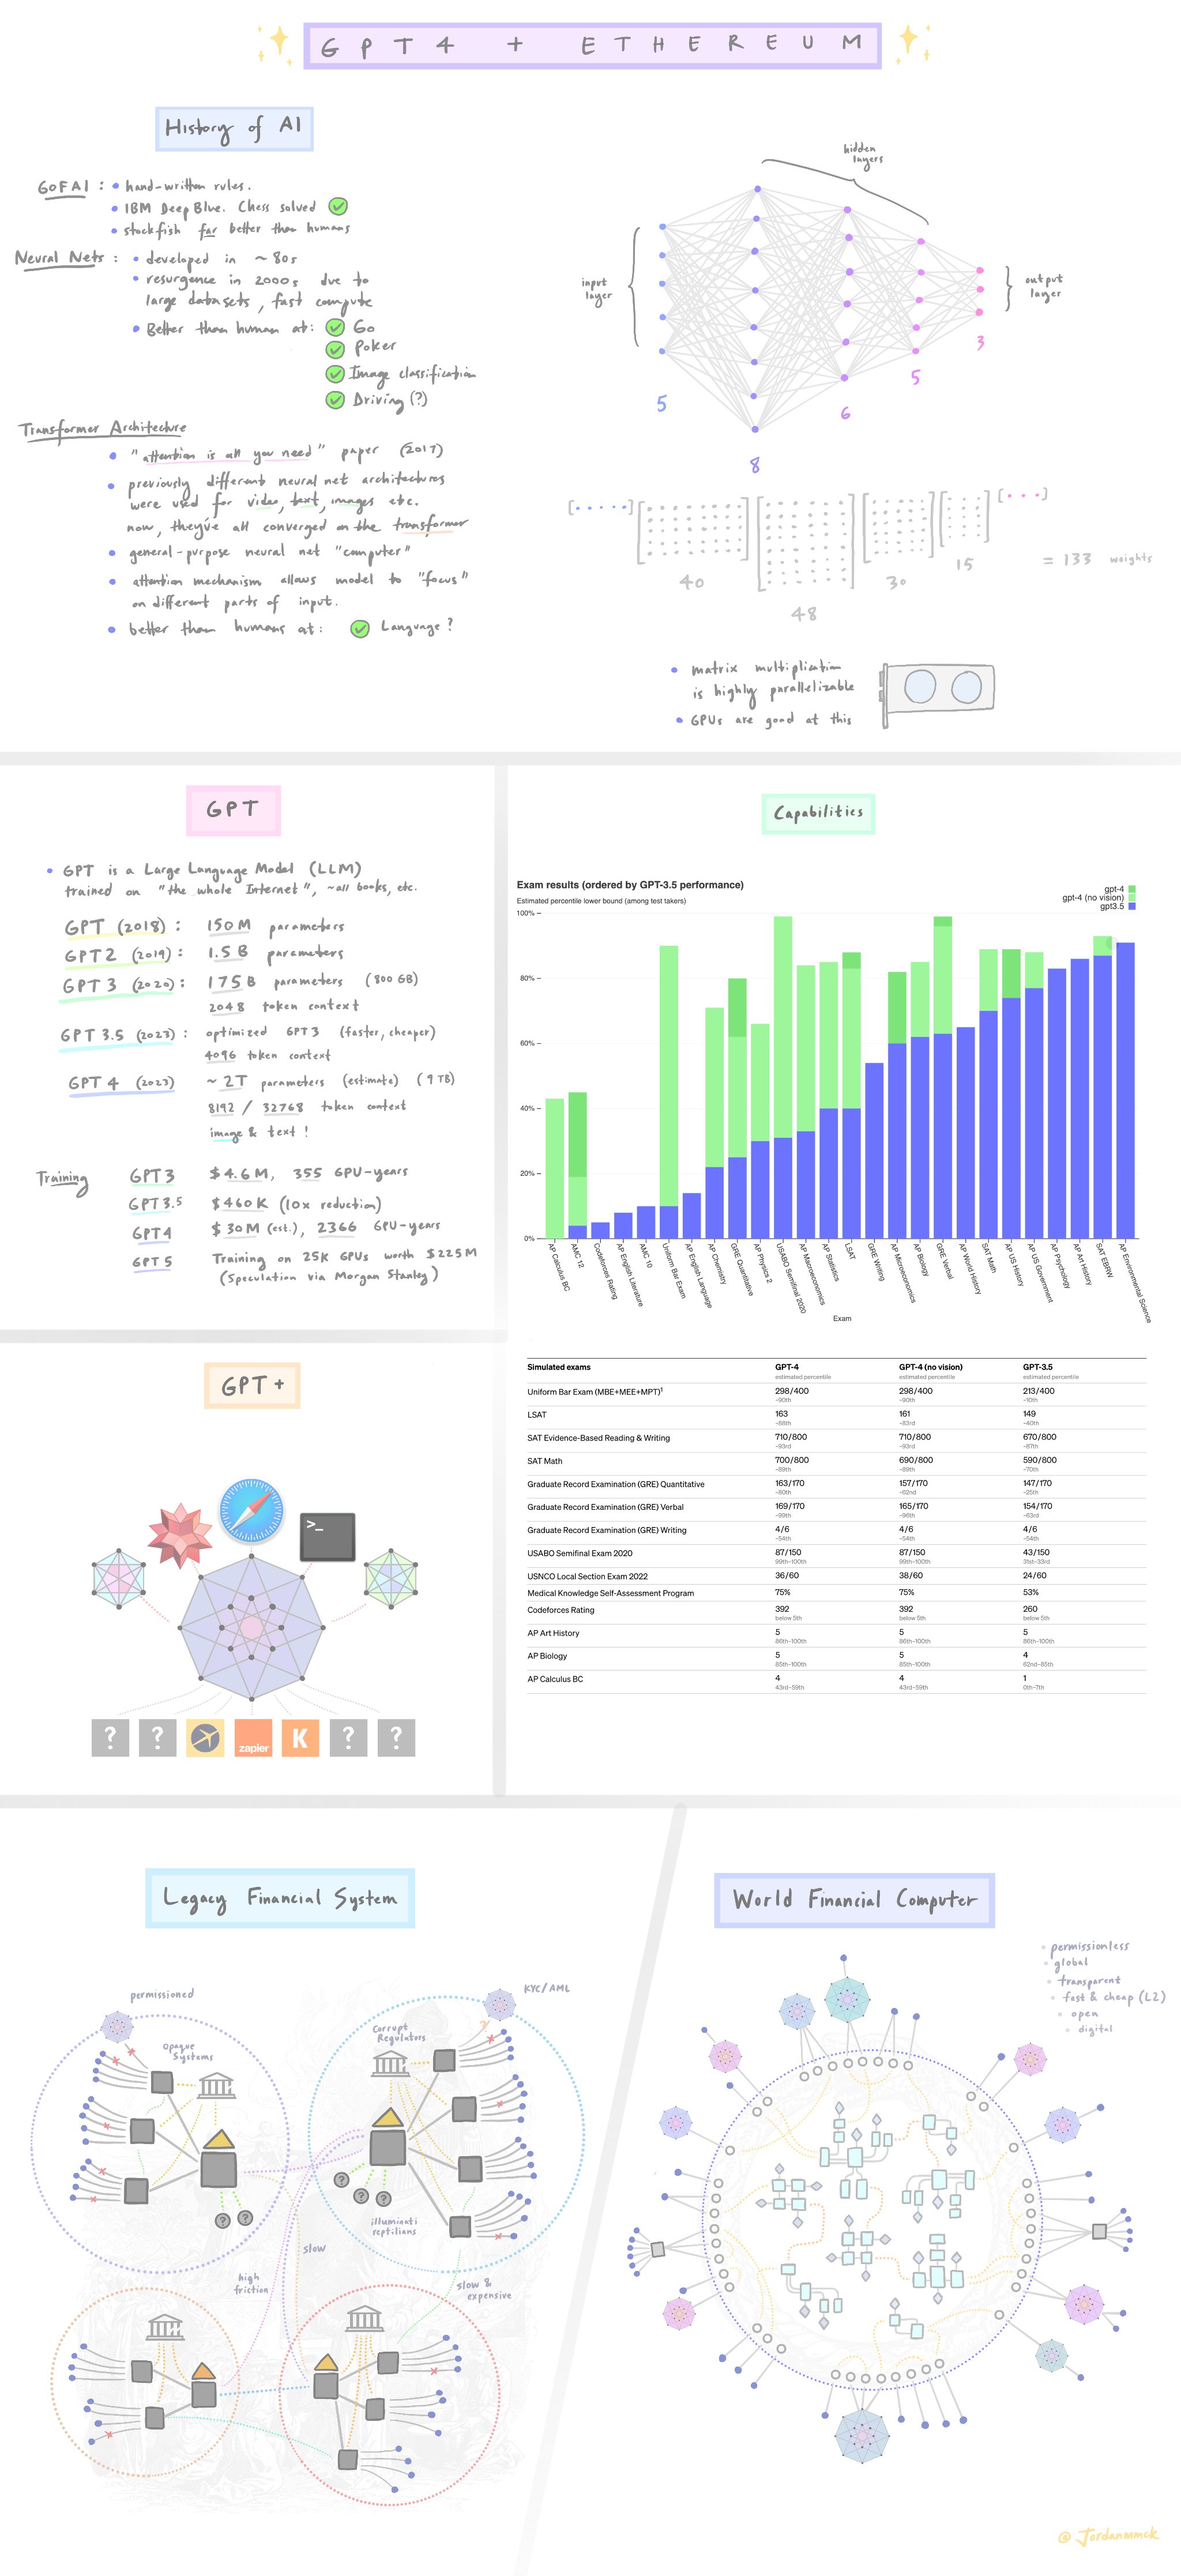 GPT4 + ETHEREUM
History of AI
GOFAI :
• hand-written rules.
• IBM Deep Blue. Chess solved
• stockfish far better than humans
Neural Nets :
• developed in ~ 80s
• resurgence in 2000s due to
large datasets, fast compute
• Better than human at:
Go
Poker
Image classification
Driving (?)
Transformer Architecture
• "attention is all you need" paper (2017)
• previously different neural net architectures
were used for video, text, images etc.
now, they've all converged on the transformer
• general-purpose neural net "computer"
• attention mechanism allows model to "focus"
on different parts of input.
• better than humans at:
Language?
hidden
layers
input
layer
output
layer
5
8
6
5
3
40
48
30
15
= 133 weights
• matrix multiplication
is highly parallelizable
• GPUs are good at this
GPT
• GPT is a Large Language Model (LLM)
trained on "the whole Internet", ~all books, etc.
GPT (2018) : 150M parameters
GPT2 (2019) : 1.5 B parameters
GPT 3 (2020) : 175B parameters (800 GB)
2048 token context
GPT 3.5 (2023) : optimized GPT3 (faster, cheaper)
4096 token context
GPT 4 (2023) ~ 2T parameters (estimate) (9 TB)
8192 / 32768 token context
image & text!
Training
GPT3 $4.6M, 355 GPU-years
GPT3.5 $460K (10x reduction)
GPT4 $30M (est.), 2366 GPU-years
GPT5 Training on 25K GPUs worth $225M
(Speculation via Morgan Stanley)
Capabilities
Exam results (ordered by GPT-3.5 performance)
Estimated percentile lower bound (among test takers)
gpt-4
gpt-4 (no vision)
gpt3.5
100%
80%
60%
40%
20%
0%
AP Calculus BC
AMC 12
Codeforces Rating
AP English Literature
AMC 10
Uniform Bar Exam
AP English Language
AP Chemistry
GRE Quantitative
AP Physics 2
USABO Semifinal 2020
AP Macroeconomics
AP Statistics
LSAT
GRE Writing
AP Microeconomics
AP Biology
GRE Verbal
AP World History
SAT Math
AP US History
AP US Government
AP Psychology
AP Art History
SAT EBRW
AP Environmental Science
Exam
Simulated exams GPT-4 GPT-4 (no vision) GPT-3.5
estimated percentile estimated percentile estimated percentile
Uniform Bar Exam (MBE+MEE+MPT)1 298/400 298/400 213/400
~90th ~90th ~10th
LSAT 163 161 149
~88th ~83rd ~40th
SAT Evidence-Based Reading & Writing 710/800 710/800 670/800
~93rd ~93rd ~87th
SAT Math 700/800 690/800 590/800
~89th ~89th ~70th
Graduate Record Examination (GRE) Quantitative 163/170 157/170 147/170
~80th ~62nd ~25th
Graduate Record Examination (GRE) Verbal 169/170 165/170 154/170
~99th ~96th ~63rd
Graduate Record Examination (GRE) Writing 4/6 4/6 4/6
~54th ~54th ~54th
USABO Semifinal Exam 2020 87/150 87/150 43/150
99th–100th 99th–100th 31st–33rd
USNCO Local Section Exam 2022 36/60 38/60 24/60
Medical Knowledge Self-Assessment Program 75% 75% 53%
Codeforces Rating 392 392 260
below 5th below 5th below 5th
AP Art History 5 5 5
86th–100th 86th–100th 86th–100th
AP Biology 5 5 4
85th–100th 85th–100th 62nd–85th
AP Calculus BC 4 4 1
43rd–59th 43rd–59th 0th–7th
GPT+
>_
? ? zapier K ? ?
Legacy Financial System
permissioned
KYC/AML
Opaque
Systems
Corrupt
Regulators
?
? ?
? ? ?
illuminati
reptilians
slow
high
friction
slow &
expensive
World Financial Computer
permissionless
global
transparent
fast & cheap (L2)
open
digital
@Jordanmmck